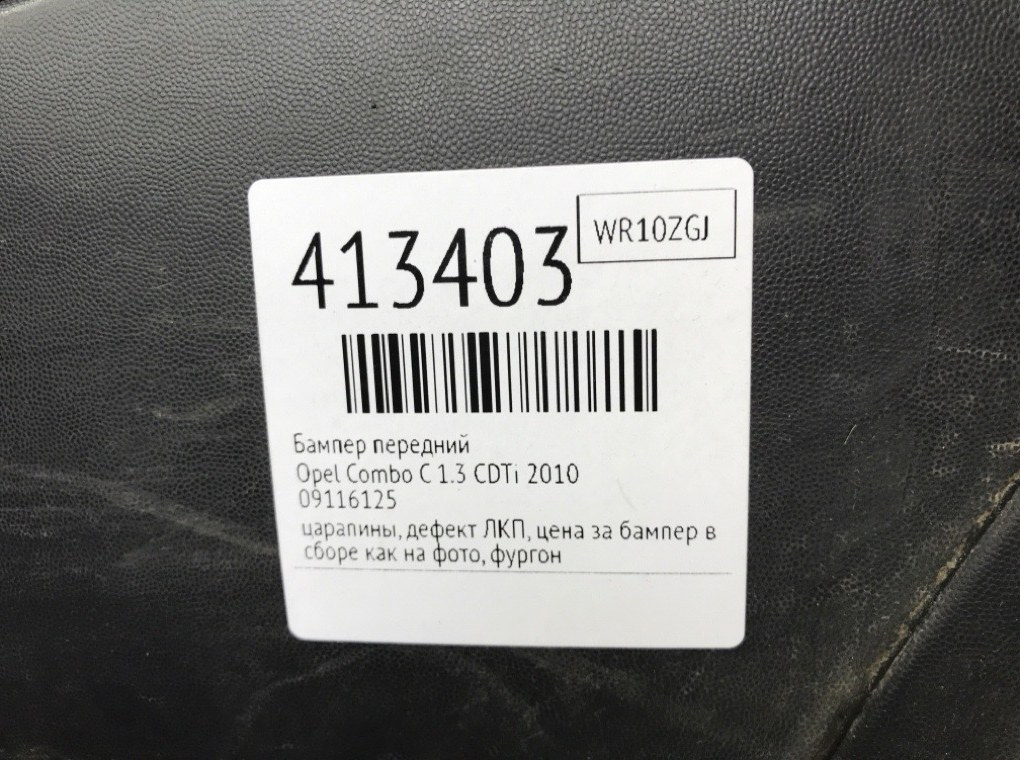 413403
WR10ZGJ
Бампер передний
Opel Combo C 1.3 CDTi 2010
09116125
царапины, дефект ЛКП, цена за бампер в
сборе как на фото, фургон